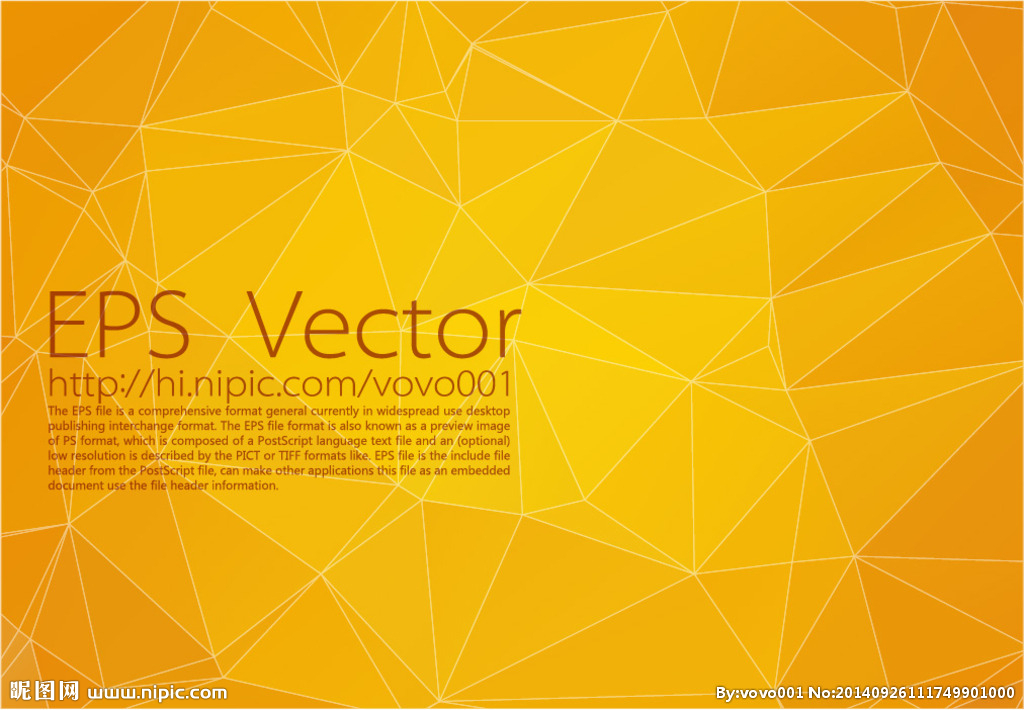 EPS Vector
http://hi.nipic.com/vovo001
The EPS file is a comprehensive format general currently in widespread use desktop
publishing interchange format. The EPS file format is also known as a preview image
of PS format, which is composed of a PostScript language text file and an (optional)
low resolution is described by the PICT or TIFF formats like. EPS file is the include file
header from the PostScript file, can make other applications this file as an embedded
document use the file header information.
昵图网 www.nipic.com
By:vovo001 No:20140926111749901000